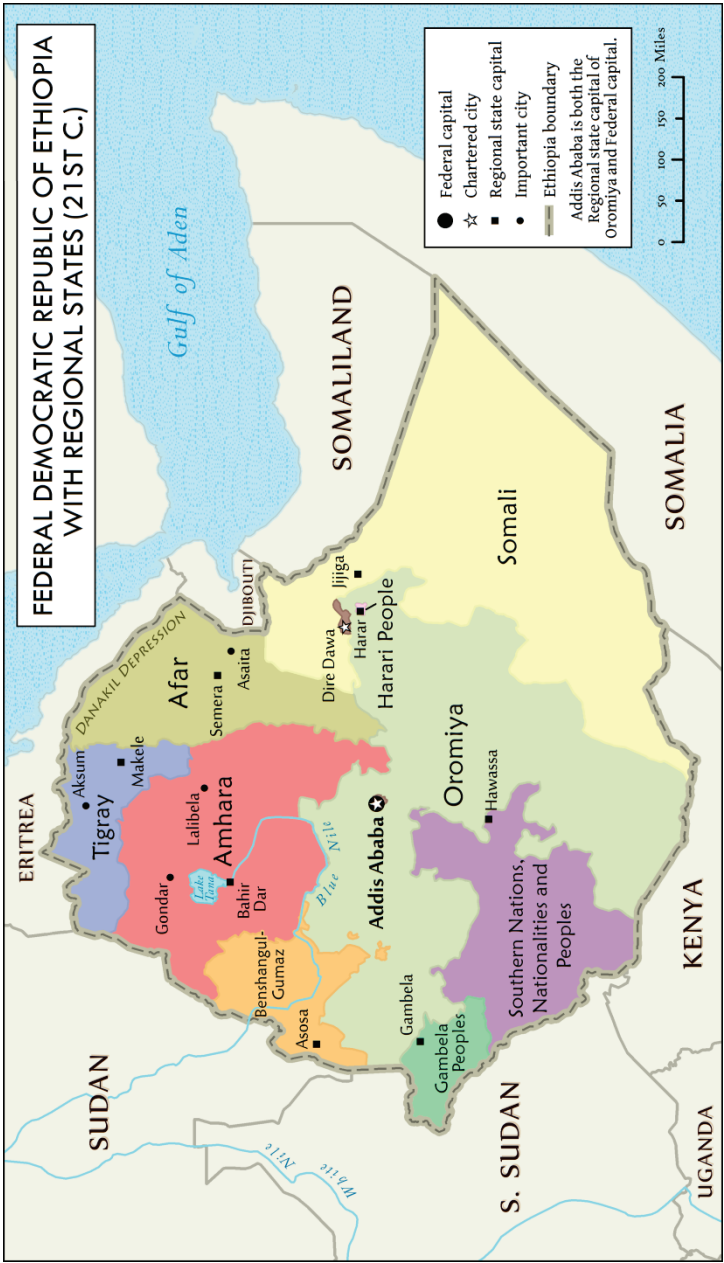 FEDERAL DEMOCRATIC REPUBLIC OF ETHIOPIA
WITH REGIONAL STATES (21ST C.)
ERITREA
SUDAN
Gulf of Aden
DANAKIL DEPRESSION
Aksum
Tigray
Makele
Afar
Semera
Asaita
DJIBOUTI
Gondar
Lalibela
Lake
Tana
Amhara
Bahir
Dar
Benshangul-
Gumaz
Asosa
Blue Nile
White
Nile
SOMALILAND
Dire Dawa
Jijiga
Harar
Harari People
Addis Ababa
Gambela
Gambela
Peoples
Oromiya
Hawassa
Somali
Southern Nations,
Nationalities and
Peoples
S. SUDAN
SOMALIA
KENYA
UGANDA
Federal capital
Chartered city
Regional state capital
Important city
Ethiopia boundary
Addis Ababa is both the
Regional state capital of
Oromiya and Federal capital.
0 50 100 150 200 Miles